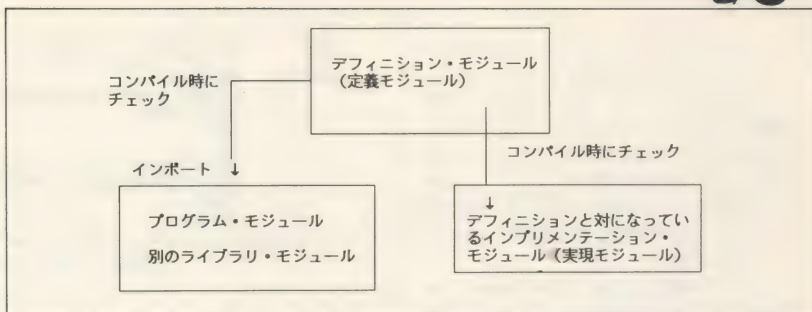 デフィニション・モジュール
(定義モジュール)
コンパイル時に
チェック
コンパイル時にチェック
インポート ↓
プログラム・モジュール
別のライブラリ・モジュール
↓
デフィニションと対になってい
るインプリメンテーション・
モジュール(実現モジュール)